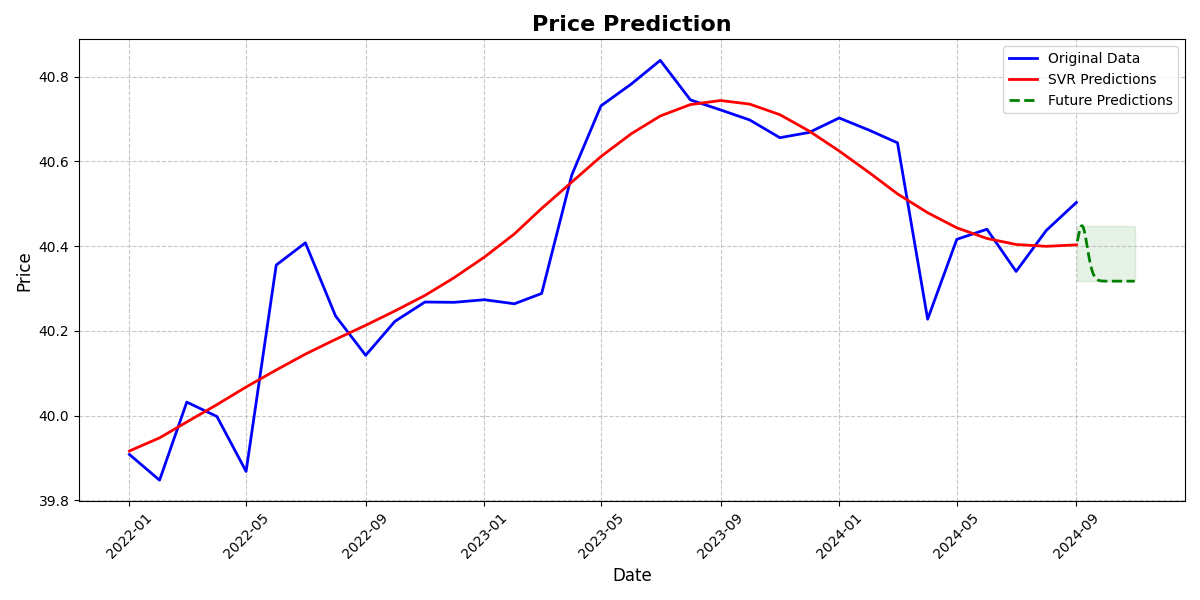 Price Prediction
Original Data
SVR Predictions
Future Predictions
Price
40.8
40.6
40.4
40.2
40.0
39.8
2022-01
2022-05
2022-09
2023-01
2023-05
2023-09
2024-01
2024-05
2024-09
Date